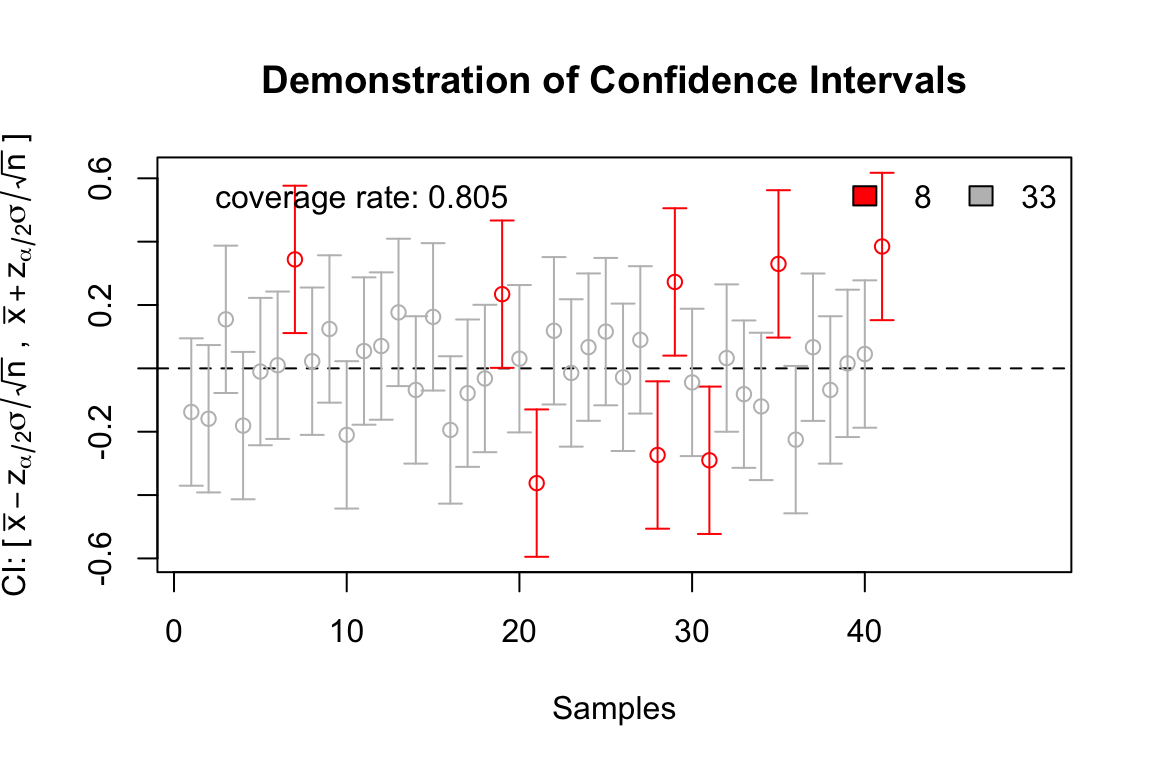 Demonstration of Confidence Intervals
CI: [ x̅ − zα/2σ/√n , x̅ + zα/2σ/√n ]
coverage rate: 0.805
8
33
0.6
0.2
-0.2
-0.6
0 10 20 30 40
Samples